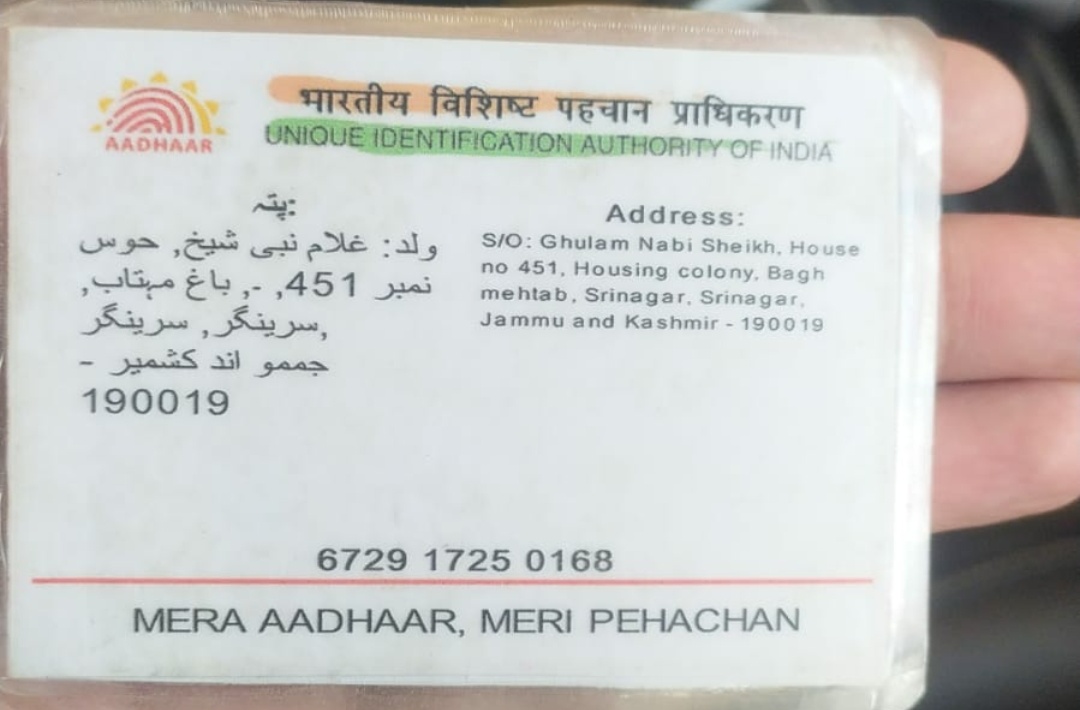 भारतीय विशिष्ट पहचान प्राधिकरण
UNIQUE IDENTIFICATION AUTHORITY OF INDIA
AADHAAR
پتہ:
ولد: غلام نبی شیخ, حوس
نمبر 451, -, باغ مہتاب,
سرینگر, سرینگر,
جممو اند کشمیر -
190019
Address:
S/O: Ghulam Nabi Sheikh, House
no 451, Housing colony, Bagh
mehtab, Srinagar, Srinagar,
Jammu and Kashmir - 190019
6729 1725 0168
MERA AADHAAR, MERI PEHACHAN